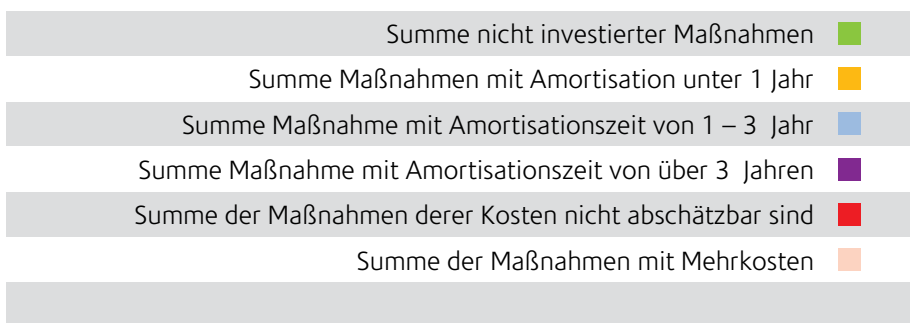 Summe nicht investierter Maßnahmen
Summe Maßnahmen mit Amortisation unter 1 Jahr
Summe Maßnahme mit Amortisationszeit von 1 – 3 Jahr
Summe Maßnahme mit Amortisationszeit von über 3 Jahren
Summe der Maßnahmen derer Kosten nicht abschätzbar sind
Summe der Maßnahmen mit Mehrkosten